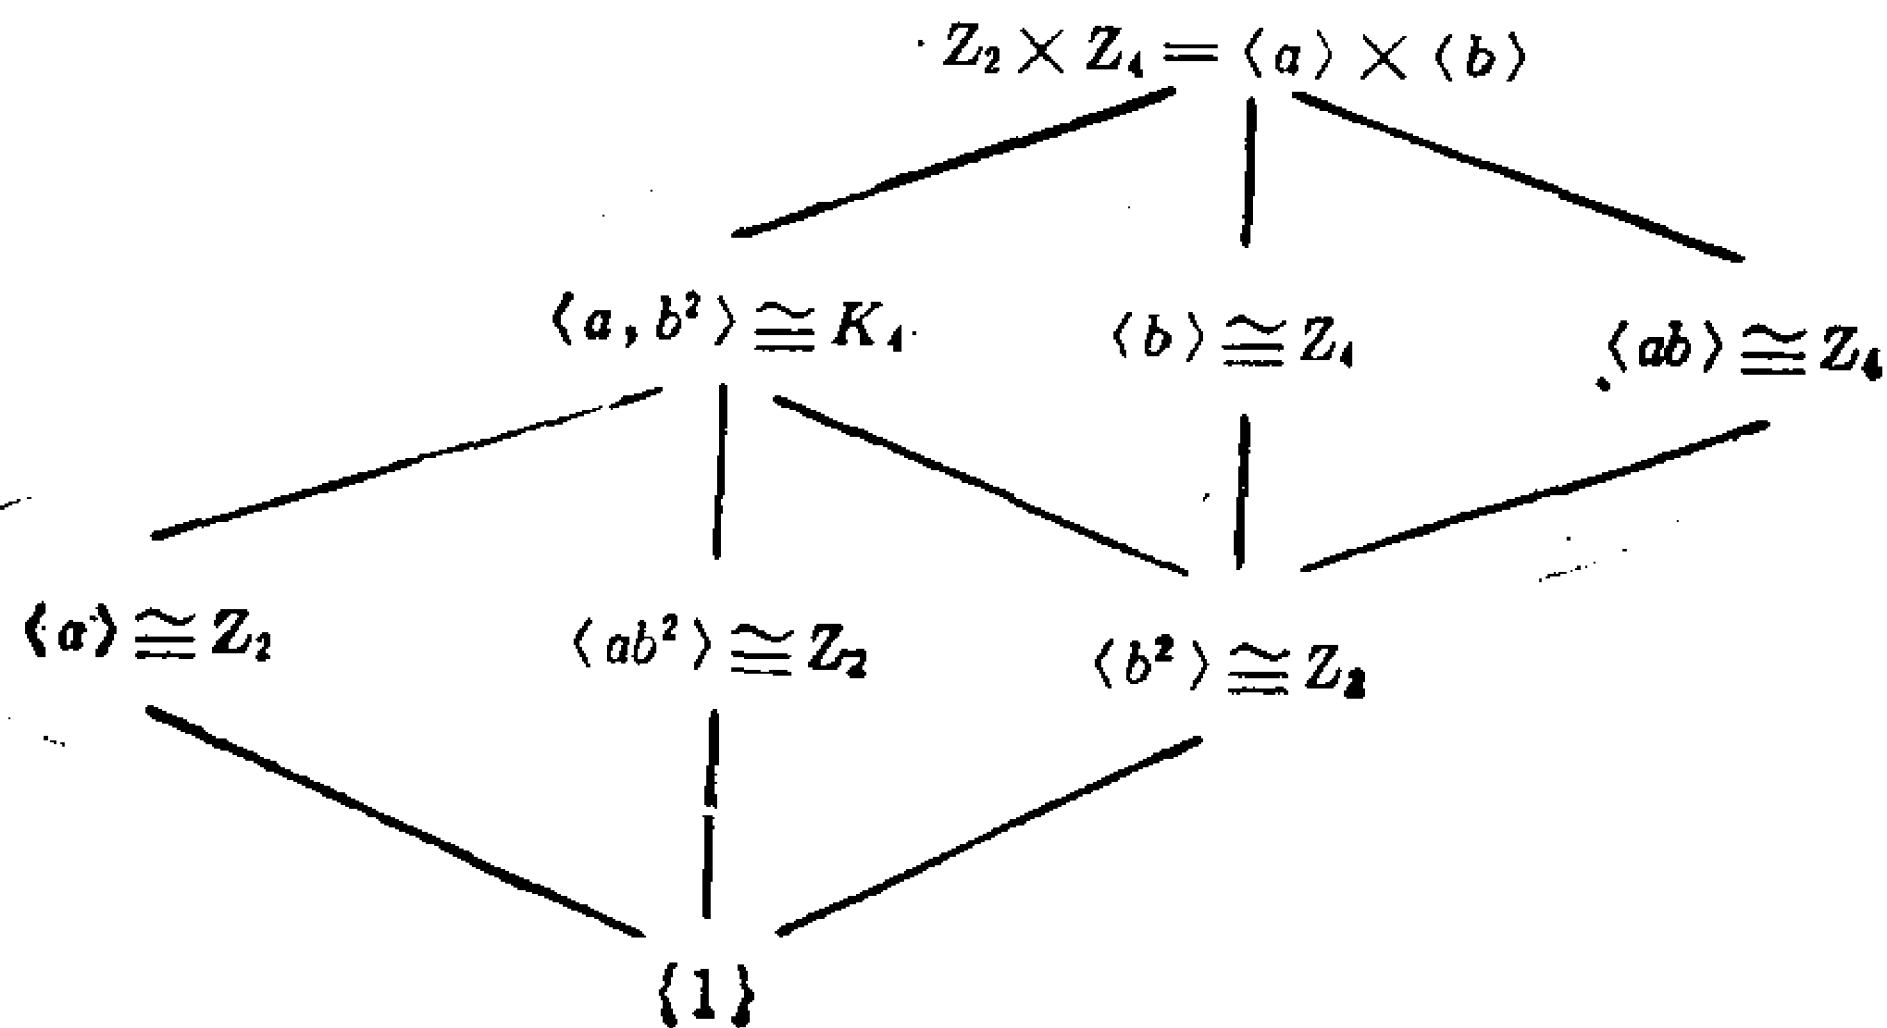 Z₂ × Z₄ = ⟨a⟩ × ⟨b⟩
⟨a, b²⟩ ≅ K₄ ⟨b⟩ ≅ Z₄ ⟨ab⟩ ≅ Z₄
⟨a⟩ ≅ Z₂ ⟨ab²⟩ ≅ Z₂ ⟨b²⟩ ≅ Z₂
{1}